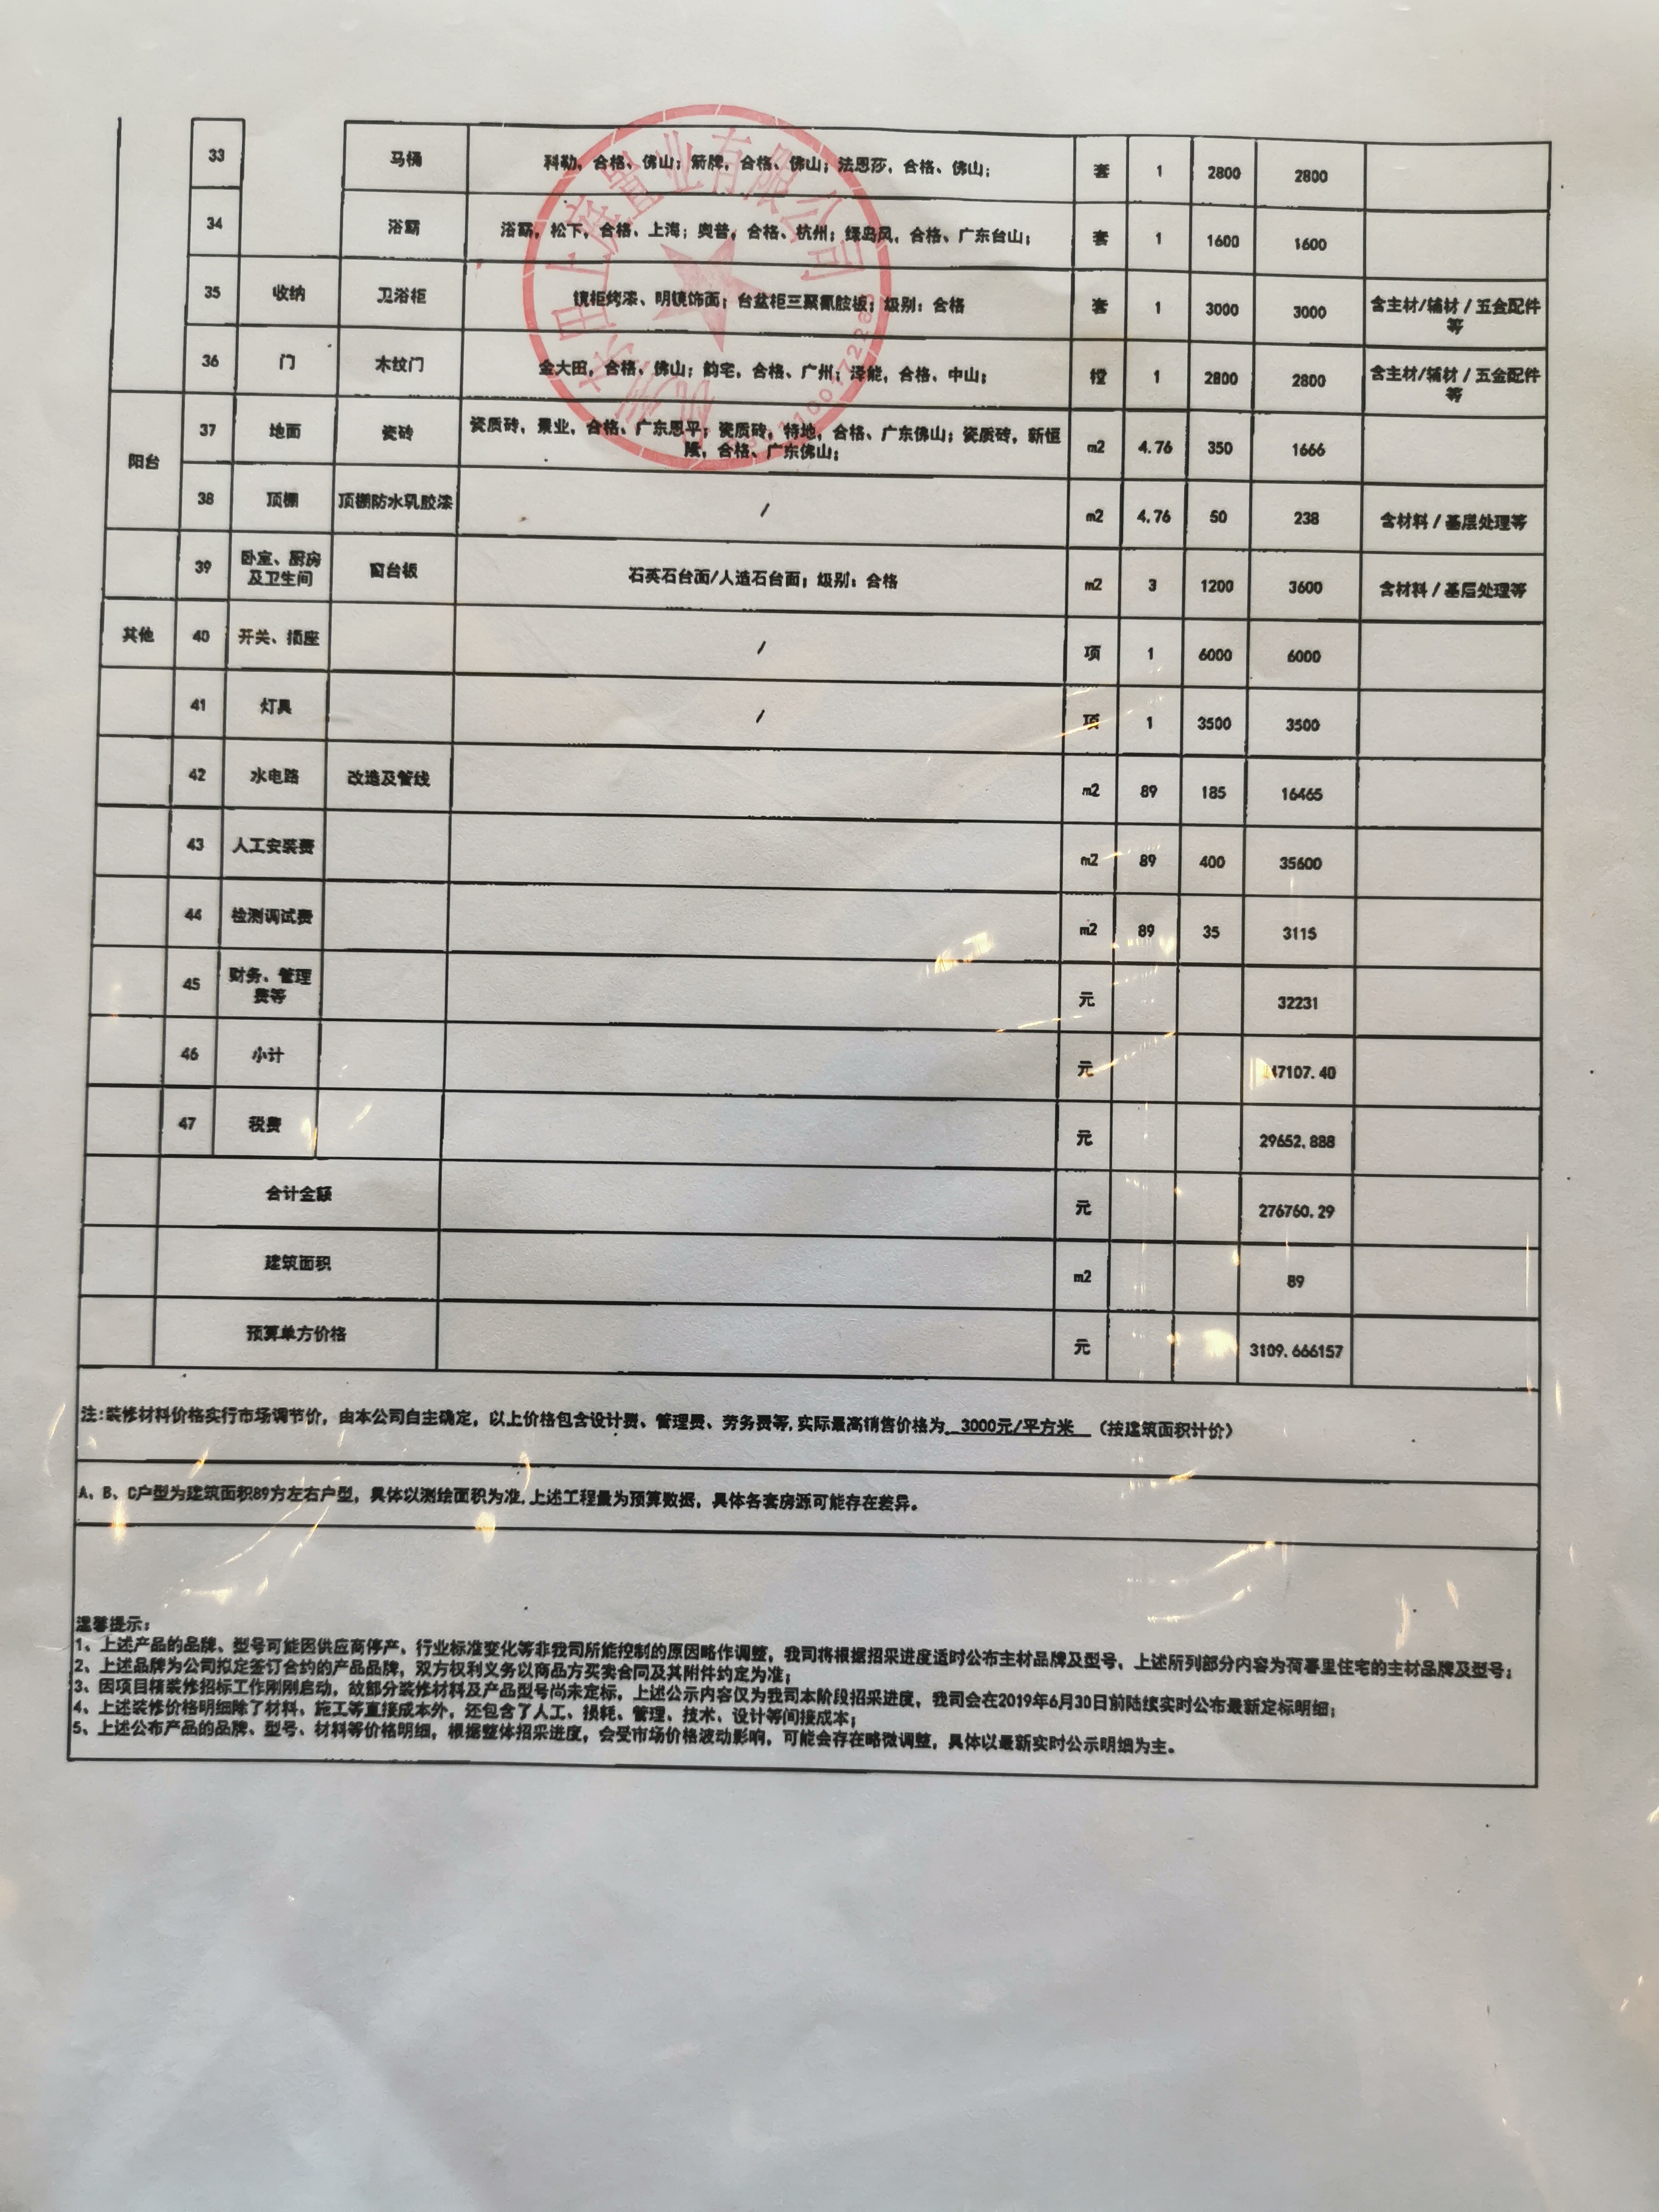 33 马桶 科勒，合格、佛山；箭牌，合格、佛山；法恩莎，合格、佛山； 套 1 2800 2800
34 浴霸 浴霸，松下，合格、上海；奥普，合格、杭州；绿岛风，合格、广东台山； 套 1 1600 1600
35 收纳 卫浴柜 镜柜烤漆、明镜饰面；台盆柜三聚氰胺板；级别：合格 套 1 3000 3000 含主材/辅材/五金配件
等
36 门 木纹门 金大田，合格、佛山；韵宅，合格、广州；泽能，合格、中山； 樘 1 2800 2800 含主材/辅材/五金配件
等
阳台 37 地面 瓷砖 瓷质砖，景业，合格、广东恩平；瓷质砖，特地，合格、广东佛山；瓷质砖，新恒
隆，合格、广东佛山； m2 4.76 350 1666
38 顶棚 顶棚防水乳胶漆 / m2 4.76 50 238 含材料/基层处理等
39 卧室、厨房
及卫生间 窗台板 石英石台面/人造石台面；级别：合格 m2 3 1200 3600 含材料/基层处理等
其他 40 开关、插座 / 项 1 6000 6000
41 灯具 / 项 1 3500 3500
42 水电路 改造及管线 m2 89 185 16465
43 人工安装费 m2 89 400 35600
44 检测调试费 m2 89 35 3115
45 财务、管理
费等 元 32231
46 小计 元 47107.40
47 税费 元 29652.888
合计金额 元 276760.29
建筑面积 m2 89
预算单方价格 元 3109.666157
注：装修材料价格实行市场调节价，由本公司自主确定，以上价格包含设计费、管理费、劳务费等，实际最高销售价格为 3000元/平方米 （按建筑面积计价）
A、B、C户型为建筑面积89方左右户型，具体以测绘面积为准，上述工程量为预算数据，具体各套房源可能存在差异。
温馨提示：
1、上述产品的品牌、型号可能因供应商停产、行业标准变化等非我司所能控制的原因略作调整，我司将根据招采进度适时公布主材品牌及型号，上述所列部分内容为荷春里住宅的主材品牌及型号；
2、上述品牌为公司拟定签订合约的产品品牌，双方权利义务以商品方买卖合同及其附件约定为准；
3、因项目精装修招标工作刚刚启动，故部分装修材料及产品型号尚未定标，上述公示内容仅为我司本阶段招采进度，我司会在2019年6月30日前陆续实时公布最新定标明细；
4、上述装修价格明细除了材料、施工等直接成本外，还包含了人工、损耗、管理、技术、设计等间接成本；
5、上述公布产品的品牌、型号、材料等价格明细，根据整体招采进度，会受市场价格波动影响，可能会存在略微调整，具体以最新实时公示明细为主。
置业有限公司